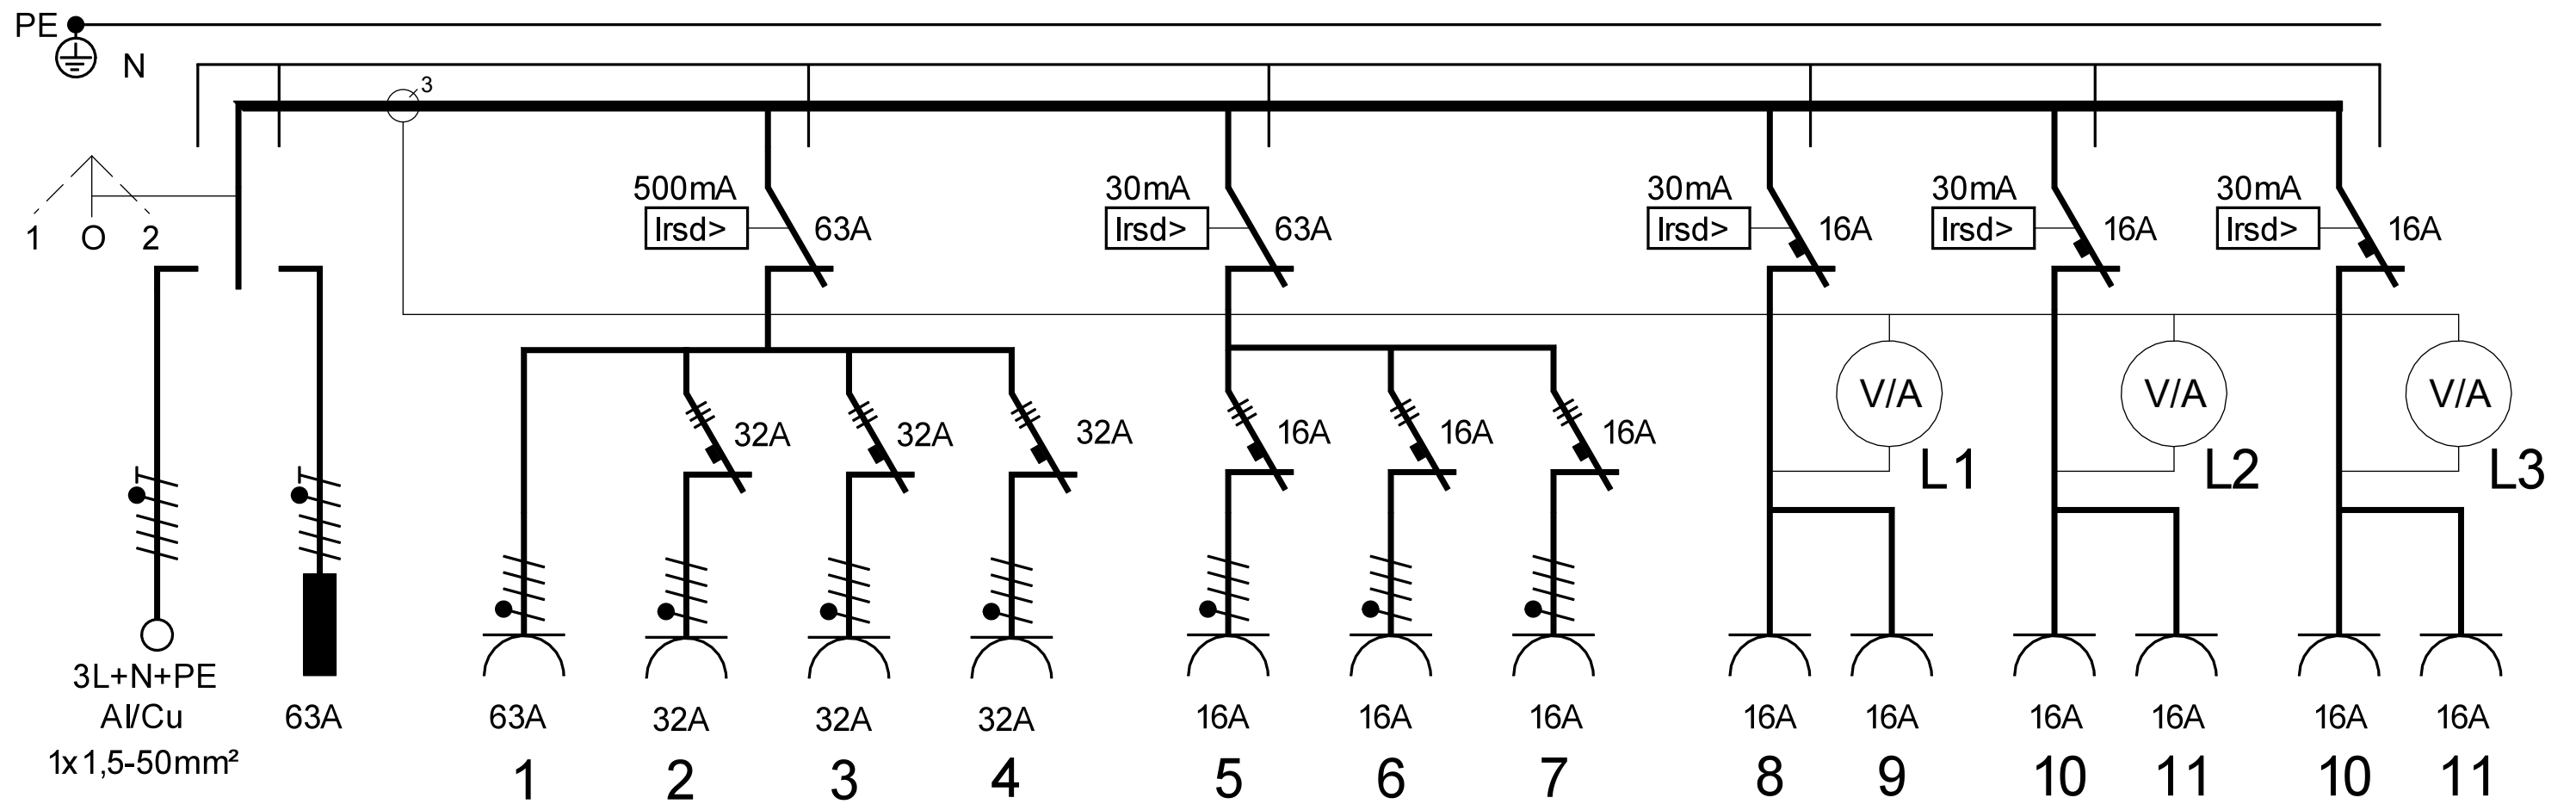 PE
N
3
1 O 2
500mA
Irsd>
63A
30mA
Irsd>
63A
30mA
Irsd>
16A
30mA
Irsd>
16A
30mA
Irsd>
16A
32A
32A
32A
16A
16A
16A
V/A
L1
V/A
L2
V/A
L3
3L+N+PE
Al/Cu
1x1,5-50mm²
63A
63A
32A
32A
32A
16A
16A
16A
16A
16A
16A
16A
16A
16A
1 2 3 4 5 6 7 8 9 10 11 10 11